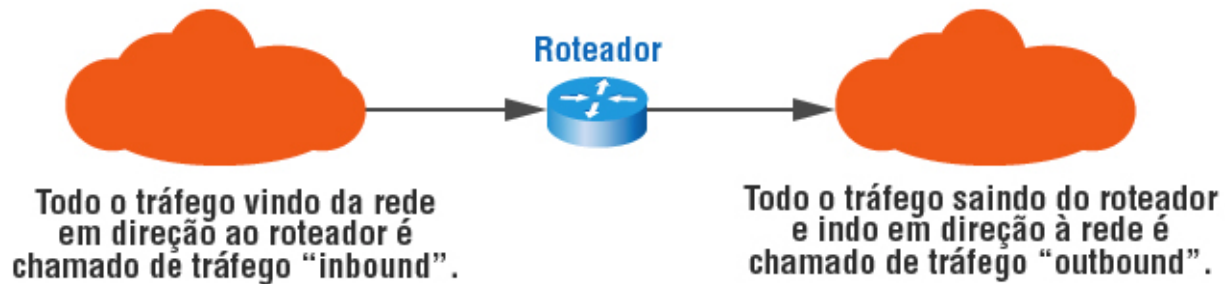 Roteador
Todo o tráfego vindo da rede
em direção ao roteador é
chamado de tráfego “inbound”.
Todo o tráfego saindo do roteador
e indo em direção à rede é
chamado de tráfego “outbound”.